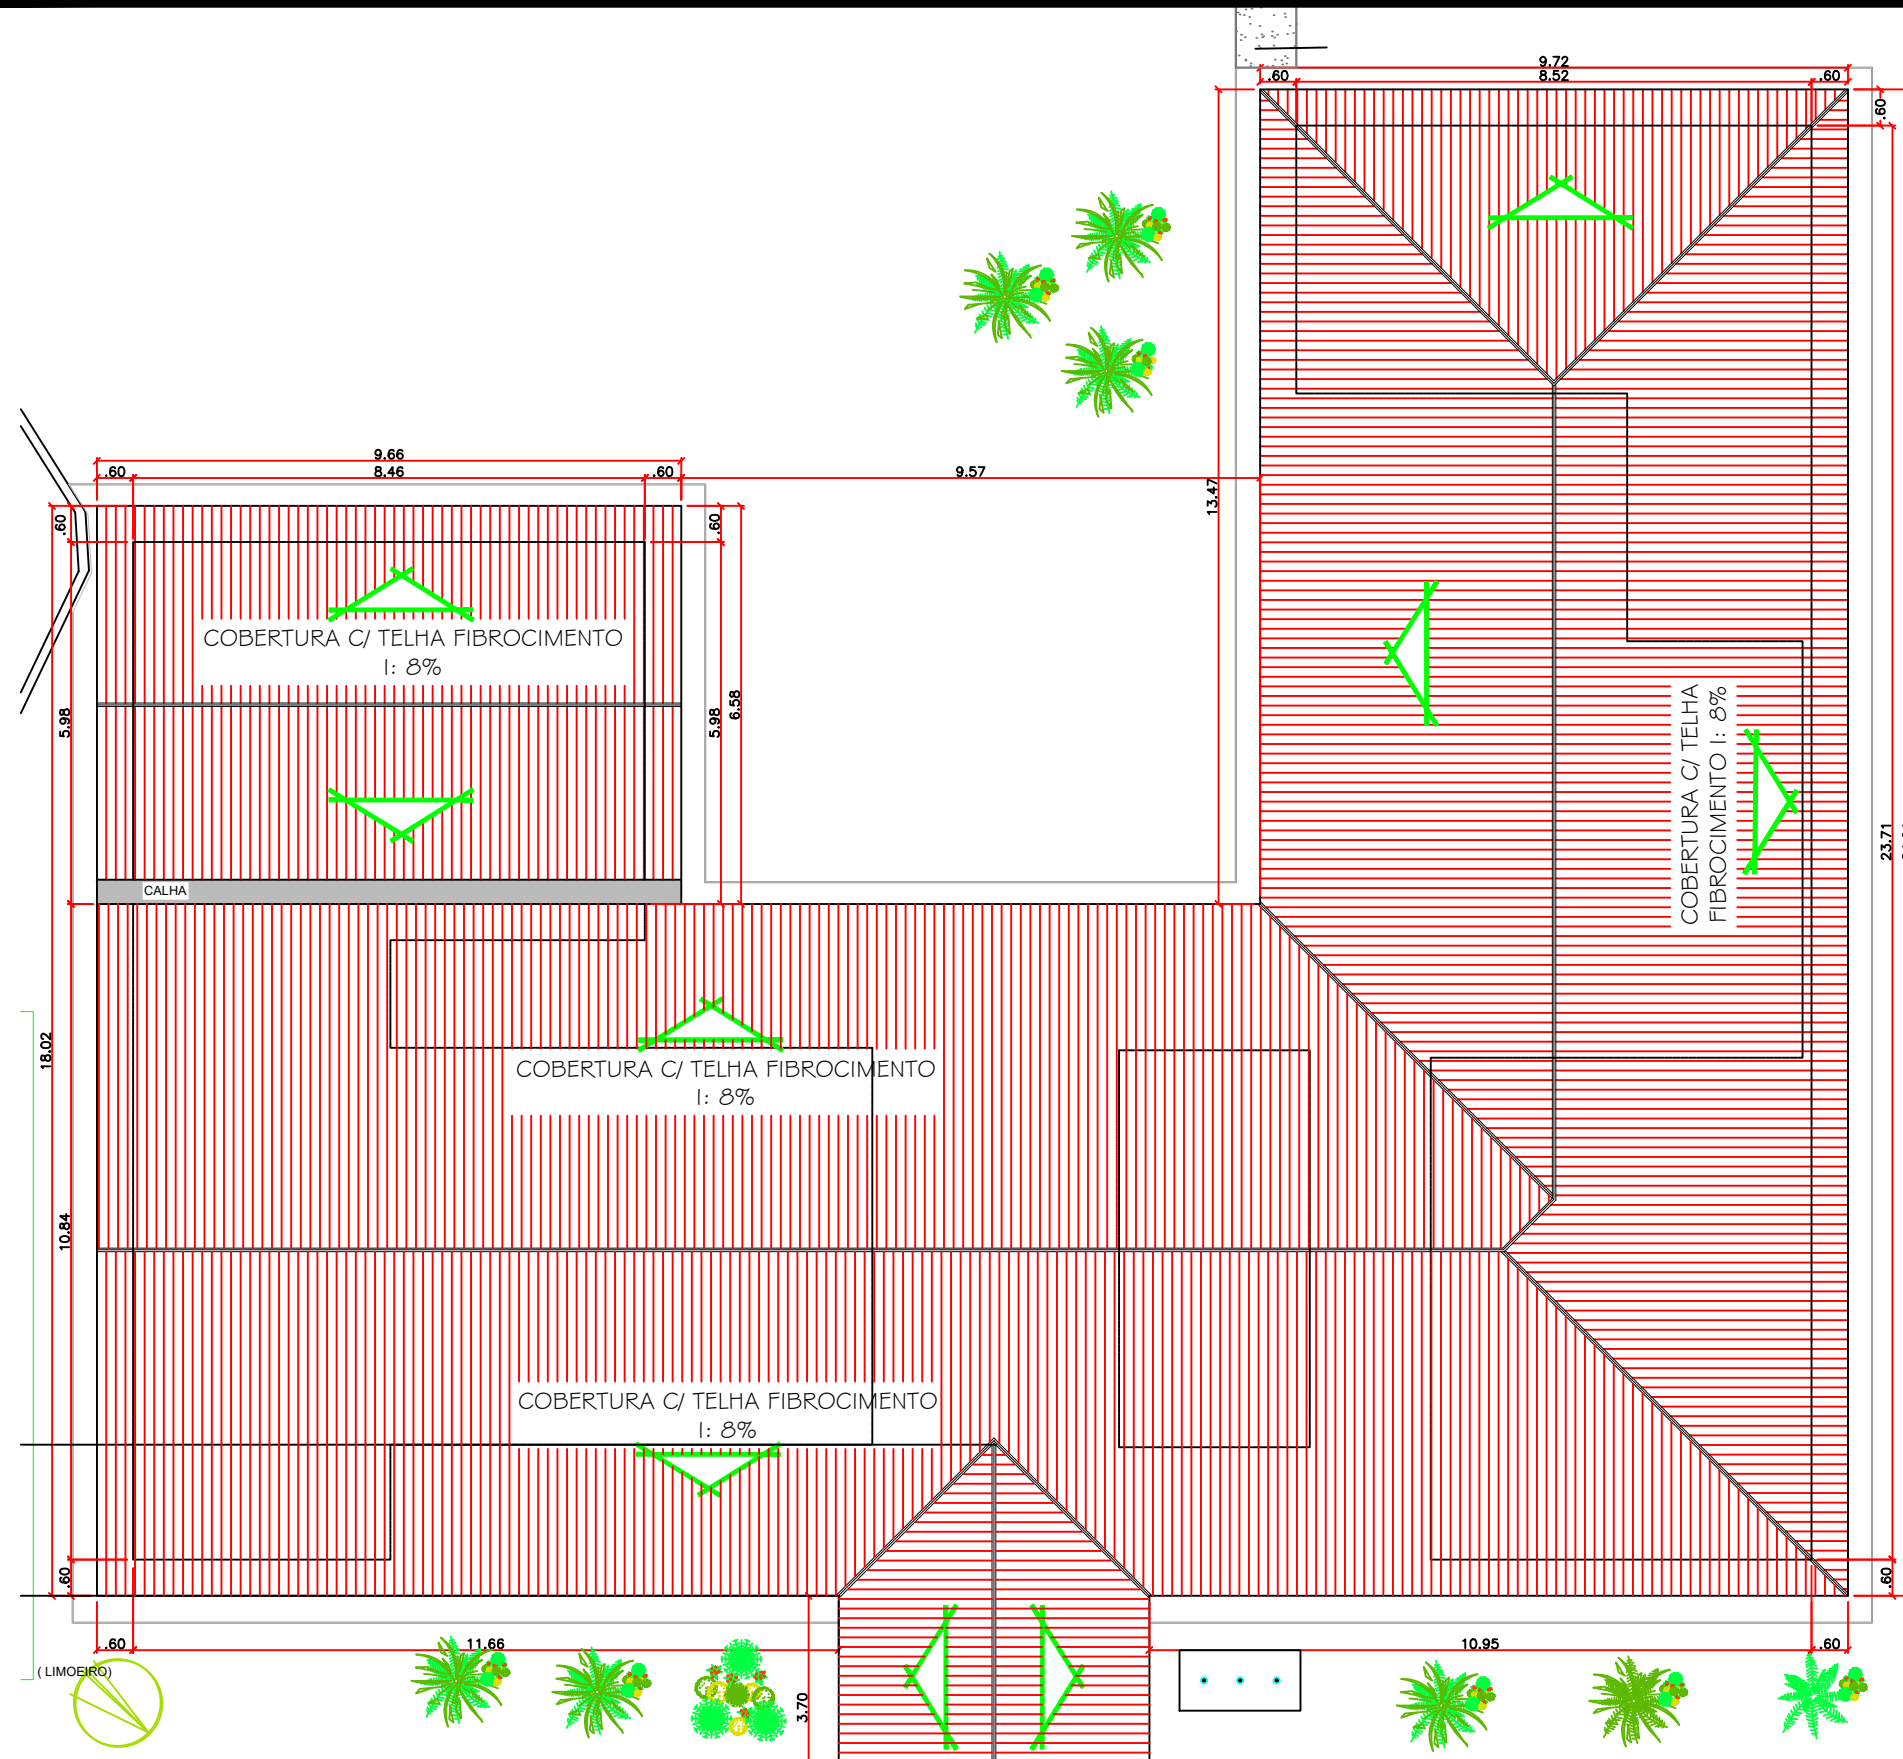 9.72
.60
8.52
.60
.60
9.66
.60
8.46
.60
9.57
13.47
.60
.60
COBERTURA C/ TELHA FIBROCIMENTO
I: 8%
5.98
5.98
6.58
COBERTURA C/ TELHA
FIBROCIMENTO I: 8%
23.71
CALHA
18.02
COBERTURA C/ TELHA FIBROCIMENTO
I: 8%
10.84
COBERTURA C/ TELHA FIBROCIMENTO
I: 8%
.60
.60
.60
11.66
10.95
.60
( LIMOEIRO)
3.70